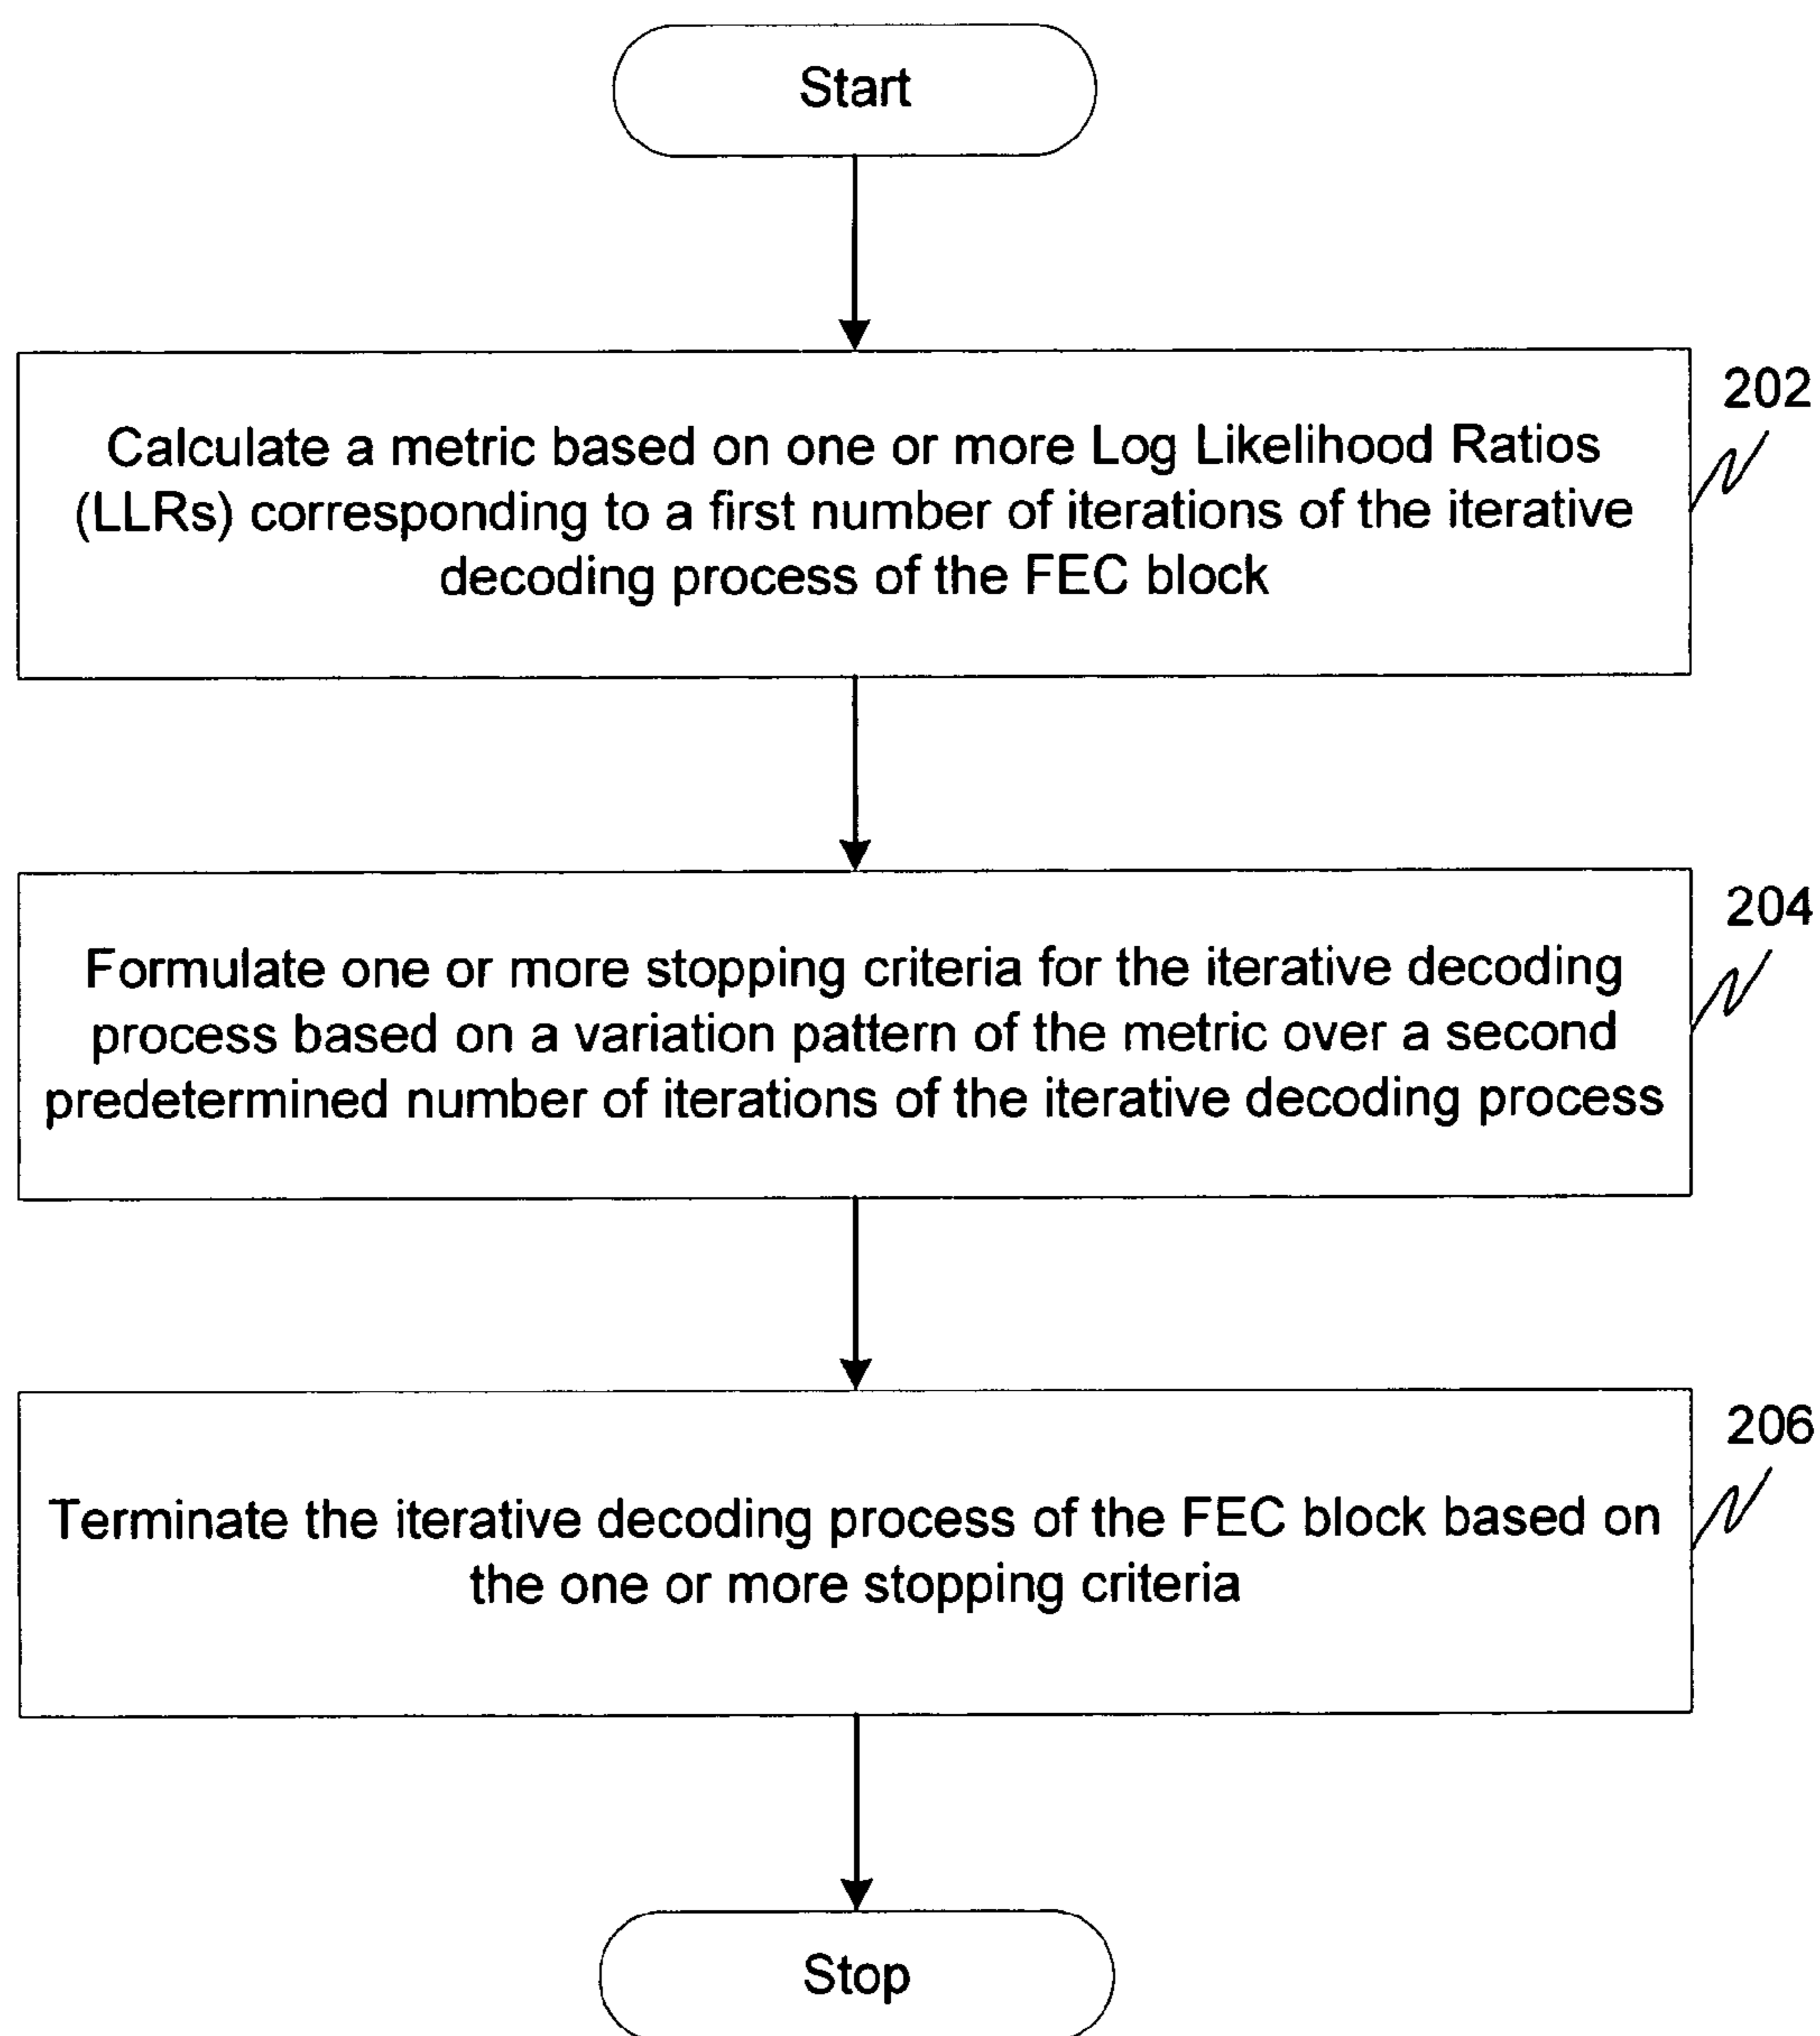 Start
202
Calculate a metric based on one or more Log Likelihood Ratios
(LLRs) corresponding to a first number of iterations of the iterative
decoding process of the FEC block
204
Formulate one or more stopping criteria for the iterative decoding
process based on a variation pattern of the metric over a second
predetermined number of iterations of the iterative decoding process
206
Terminate the iterative decoding process of the FEC block based on
the one or more stopping criteria
Stop